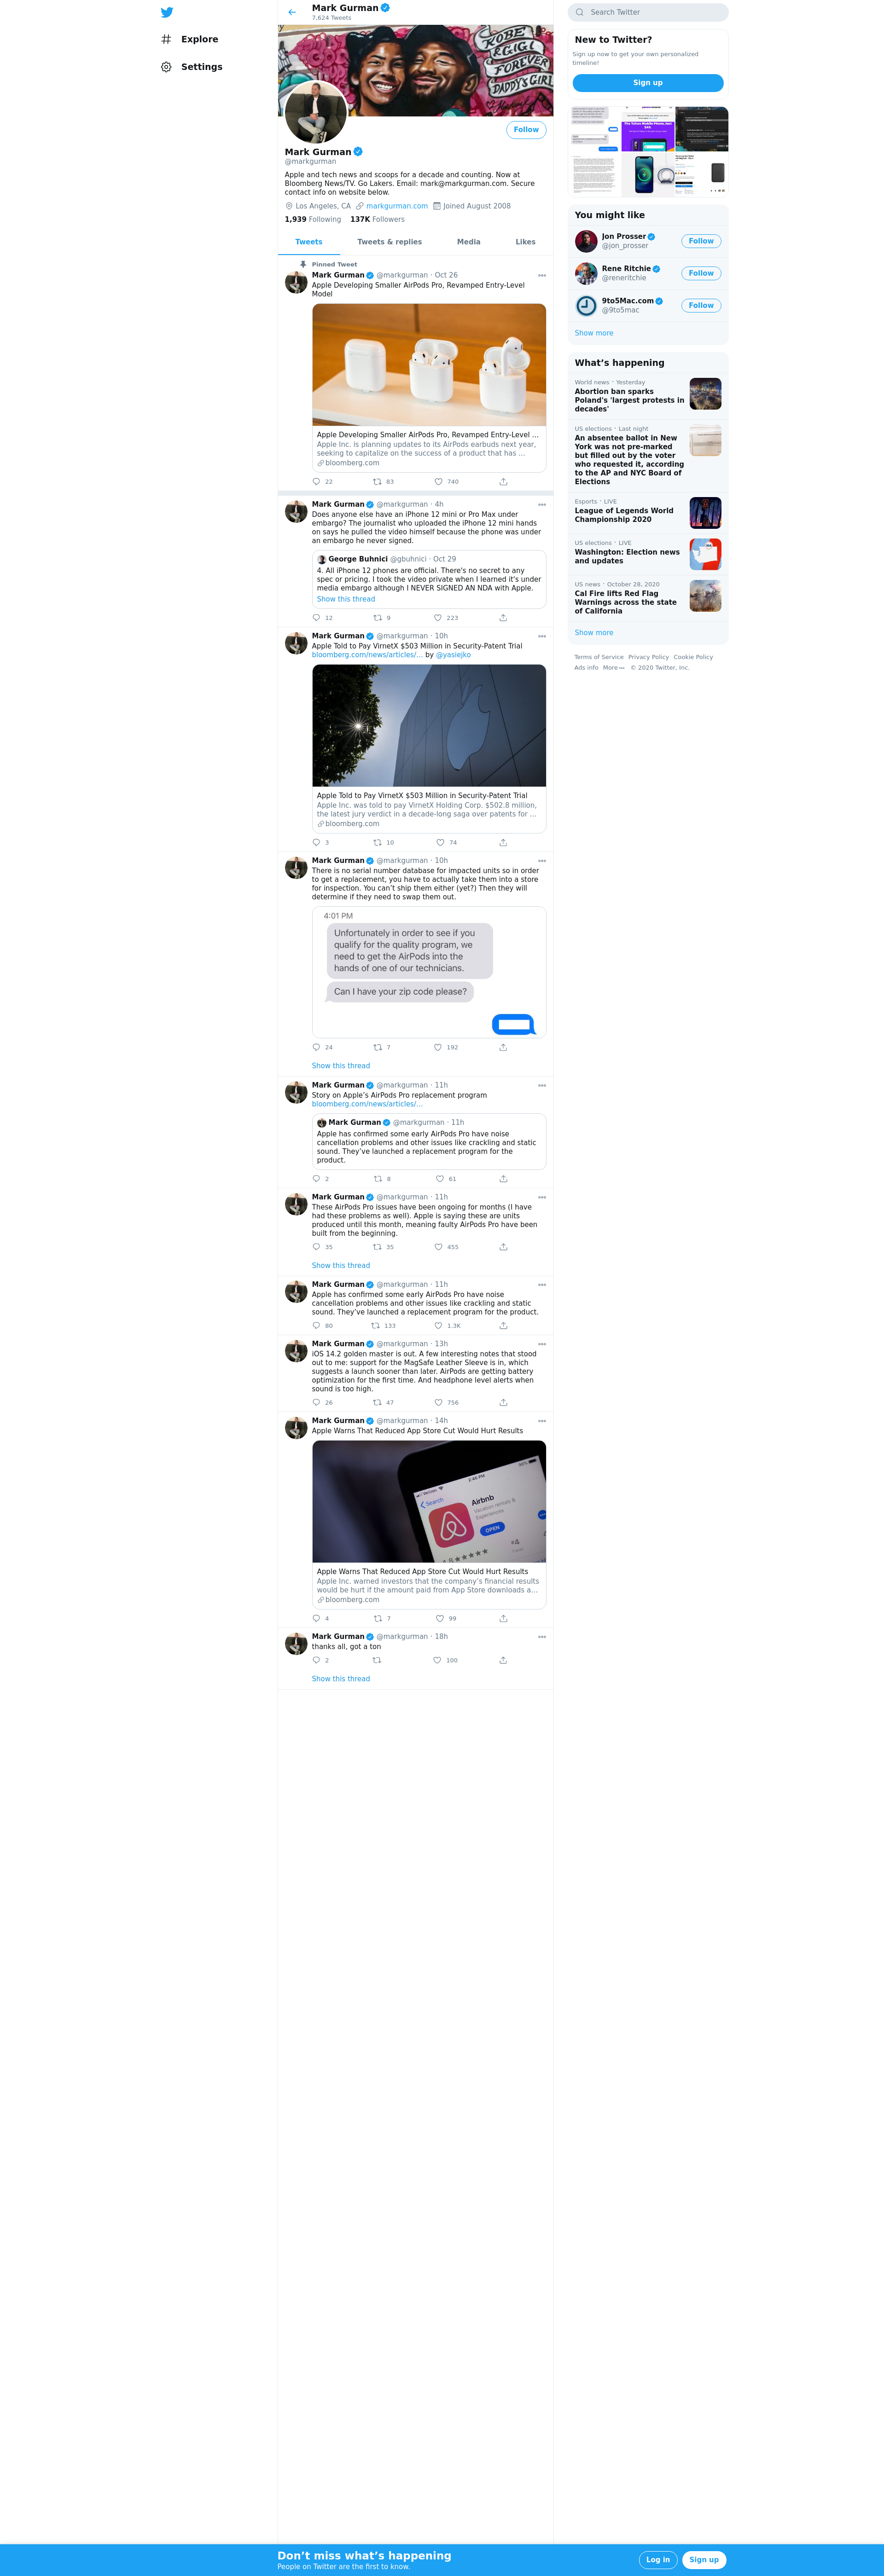 Explore
Settings
Mark Gurman
7,624 Tweets
KOBE
& GIGI
FOREVER
DADDY'S GIRL
Follow
Mark Gurman
@markgurman
Apple and tech news and scoops for a decade and counting. Now at
Bloomberg News/TV. Go Lakers. Email: mark@markgurman.com. Secure
contact info on website below.
Los Angeles, CA markgurman.com Joined August 2008
1,939 Following 137K Followers
Tweets Tweets & replies Media Likes
Pinned Tweet
Mark Gurman @markgurman · Oct 26
Apple Developing Smaller AirPods Pro, Revamped Entry-Level
Model
Apple Developing Smaller AirPods Pro, Revamped Entry-Level ...
Apple Inc. is planning updates to its AirPods earbuds next year,
seeking to capitalize on the success of a product that has ...
bloomberg.com
22 83 740
Mark Gurman @markgurman · 4h
Does anyone else have an iPhone 12 mini or Pro Max under
embargo? The journalist who uploaded the iPhone 12 mini hands
on says he pulled the video himself because the phone was under
an embargo he never signed.
George Buhnici @gbuhnici · Oct 29
4. All iPhone 12 phones are official. There's no secret to any
spec or pricing. I took the video private when I learned it's under
media embargo although I NEVER SIGNED AN NDA with Apple.
Show this thread
12 9 223
Mark Gurman @markgurman · 10h
Apple Told to Pay VirnetX $503 Million in Security-Patent Trial
bloomberg.com/news/articles/... by @yasiejko
Apple Told to Pay VirnetX $503 Million in Security-Patent Trial
Apple Inc. was told to pay VirnetX Holding Corp. $502.8 million,
the latest jury verdict in a decade-long saga over patents for ...
bloomberg.com
3 10 74
Mark Gurman @markgurman · 10h
There is no serial number database for impacted units so in order
to get a replacement, you have to actually take them into a store
for inspection. You can't ship them either (yet?) Then they will
determine if they need to swap them out.
4:01 PM
Unfortunately in order to see if you
qualify for the quality program, we
need to get the AirPods into the
hands of one of our technicians.
Can I have your zip code please?
24 7 192
Show this thread
Mark Gurman @markgurman · 11h
Story on Apple's AirPods Pro replacement program
bloomberg.com/news/articles/...
Mark Gurman @markgurman · 11h
Apple has confirmed some early AirPods Pro have noise
cancellation problems and other issues like crackling and static
sound. They've launched a replacement program for the
product.
2 8 61
Mark Gurman @markgurman · 11h
These AirPods Pro issues have been ongoing for months (I have
had these problems as well). Apple is saying these are units
produced until this month, meaning faulty AirPods Pro have been
built from the beginning.
35 35 455
Show this thread
Mark Gurman @markgurman · 11h
Apple has confirmed some early AirPods Pro have noise
cancellation problems and other issues like crackling and static
sound. They've launched a replacement program for the product.
80 133 1.3K
Mark Gurman @markgurman · 13h
iOS 14.2 golden master is out. A few interesting notes that stood
out to me: support for the MagSafe Leather Sleeve is in, which
suggests a launch sooner than later. AirPods are getting battery
optimization for the first time. And headphone level alerts when
sound is too high.
26 47 756
Mark Gurman @markgurman · 14h
Apple Warns That Reduced App Store Cut Would Hurt Results
Search
Airbnb
Vacation rentals &
Experiences
OPEN
#4
Apple Warns That Reduced App Store Cut Would Hurt Results
Apple Inc. warned investors that the company's financial results
would be hurt if the amount paid from App Store downloads a...
bloomberg.com
4 7 99
Mark Gurman @markgurman · 18h
thanks all, got a ton
2 100
Show this thread
Search Twitter
New to Twitter?
Sign up now to get your own personalized
timeline!
Sign up
You might like
Jon Prosser
@jon_prosser
Follow
Rene Ritchie
@reneritchie
Follow
9to5Mac.com
@9to5mac
Follow
Show more
What's happening
World news · Yesterday
Abortion ban sparks
Poland's 'largest protests in
decades'
US elections · Last night
An absentee ballot in New
York was not pre-marked
but filled out by the voter
who requested it, according
to the AP and NYC Board of
Elections
Esports · LIVE
League of Legends World
Championship 2020
US elections · LIVE
Washington: Election news
and updates
US news · October 28, 2020
Cal Fire lifts Red Flag
Warnings across the state
of California
Show more
Terms of Service Privacy Policy Cookie Policy
Ads info More ... © 2020 Twitter, Inc.
Don't miss what's happening
People on Twitter are the first to know.
Log in Sign up